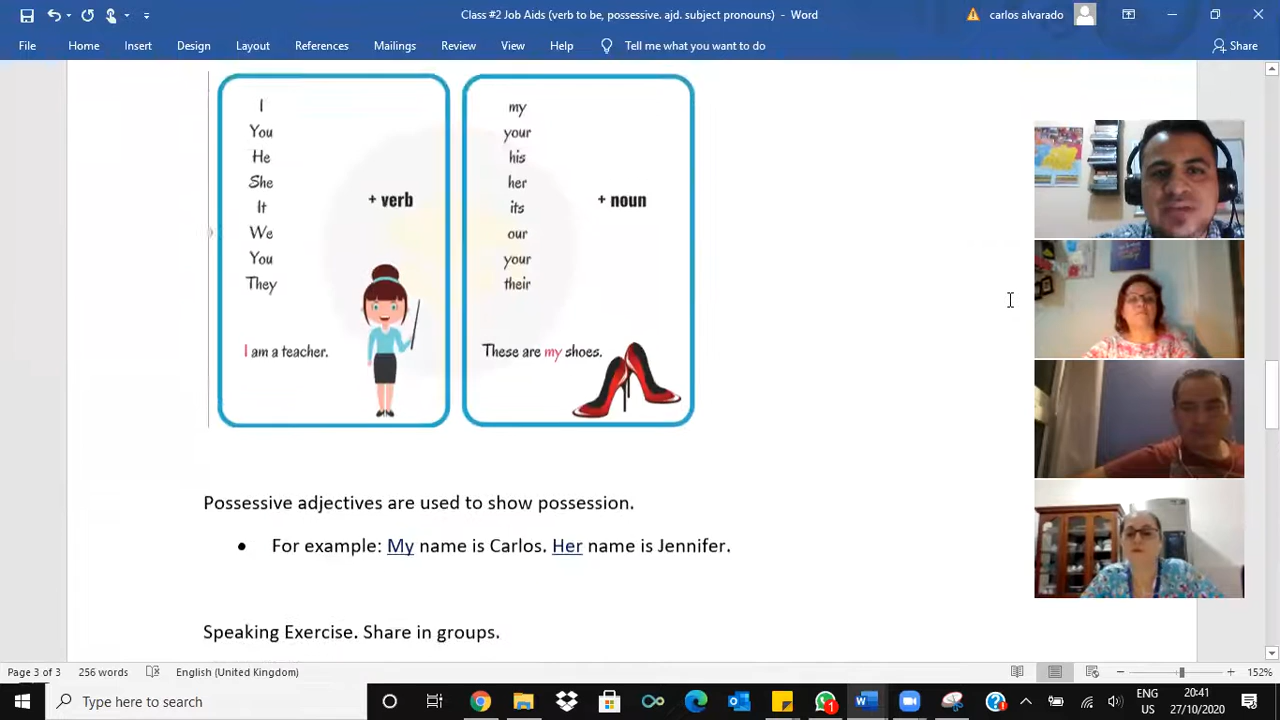 Class #2 Job Aids (verb to be, possessive. ajd. subject pronouns) - Word
carlos alvarado
File Home Insert Design Layout References Mailings Review View Help Tell me what you want to do Share
I
You
He
She
It
We
You
They
+ verb
I am a teacher.
my
your
his
her
its
our
your
their
+ noun
These are my shoes.
Possessive adjectives are used to show possession.
• For example: My name is Carlos. Her name is Jennifer.
Speaking Exercise. Share in groups.
Page 3 of 3 256 words English (United Kingdom) 152%
Type here to search
1
ENG
US
20:41
27/10/2020